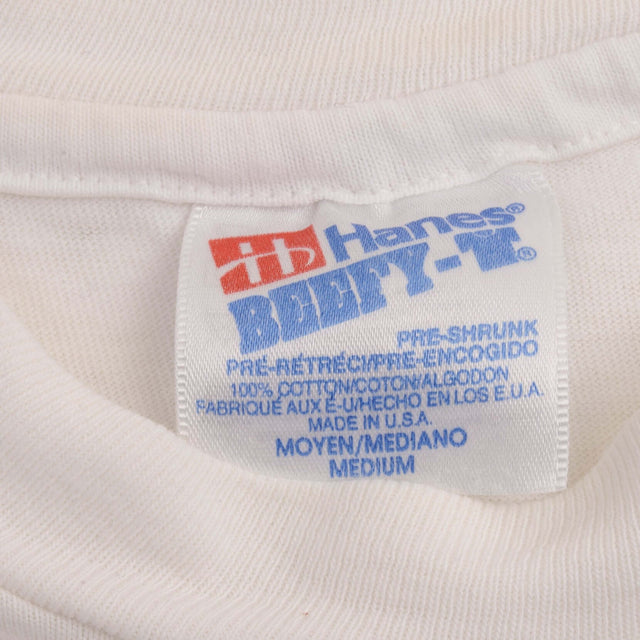 Hanes®
BEEFY-T®
PRE-SHRUNK
PRÉ-RÉTRÉCI/PRE-ENCOGIDO
100% COTTON/COTON/ALGODON
FABRIQUÉ AUX É-U/HECHO EN LOS E.U.A.
MADE IN U.S.A.
MOYEN/MEDIANO
MEDIUM